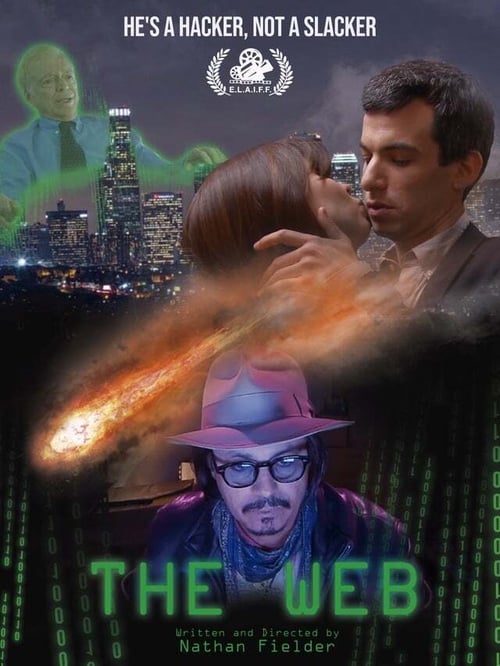 HE'S A HACKER, NOT A SLACKER
E.L.A.I.F.F.
THE WEB
Written and Directed by
Nathan Fielder